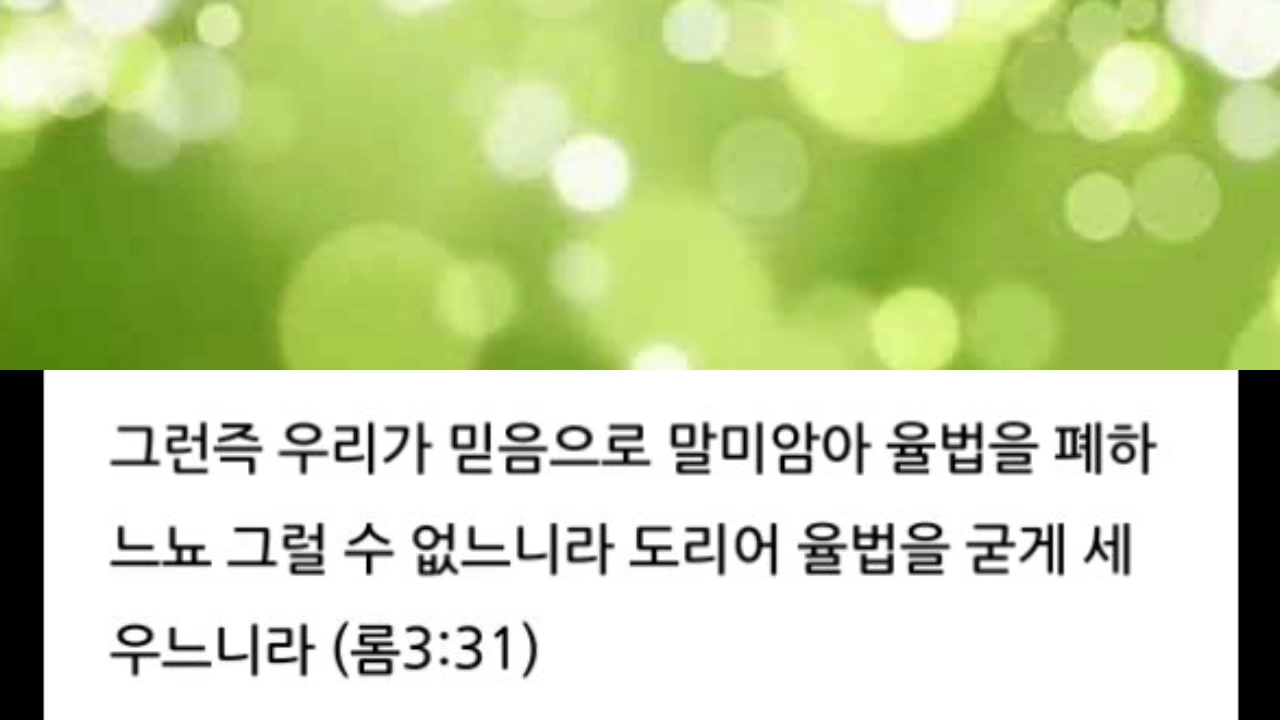 그런즉 우리가 믿음으로 말미암아 율법을 폐하
느뇨 그럴 수 없느니라 도리어 율법을 굳게 세
우느니라 (롬3:31)